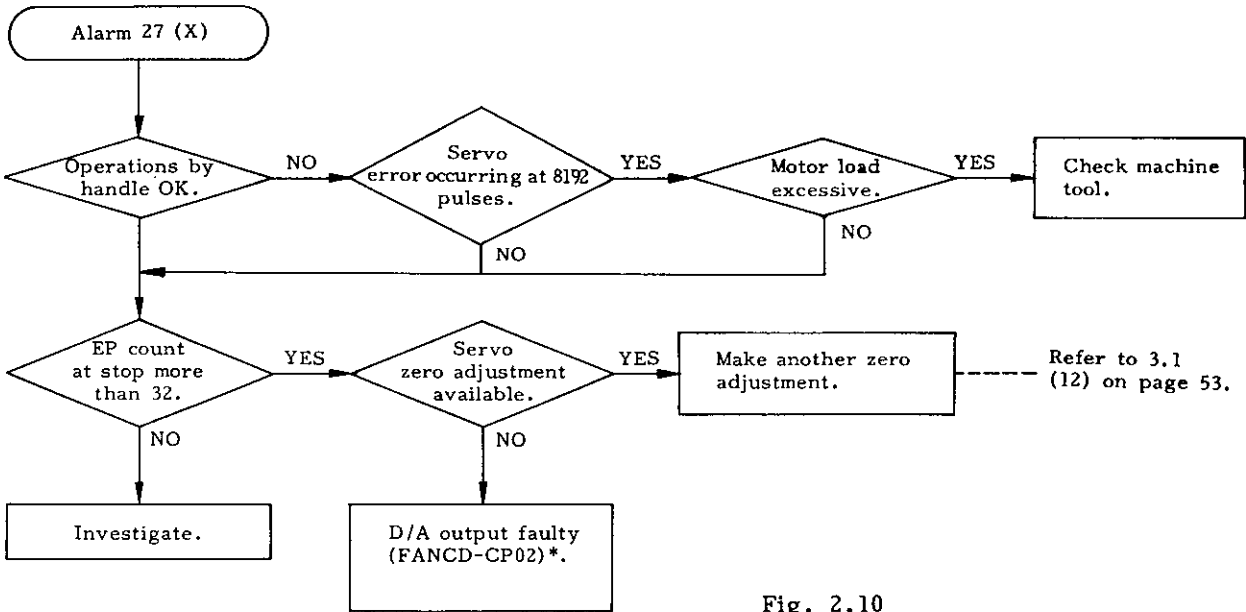 Alarm 27 (X)
Operations by
handle OK.
NO
Servo
error occurring at 8192
pulses.
YES
Motor load
excessive.
YES
Check machine
tool.
NO
NO
EP count
at stop more
than 32.
YES
Servo
zero adjustment
available.
YES
Make another zero
adjustment.
Refer to 3.1
(12) on page 53.
NO
NO
Investigate.
D/A output faulty
(FANCD-CP02)*.
Fig. 2.10